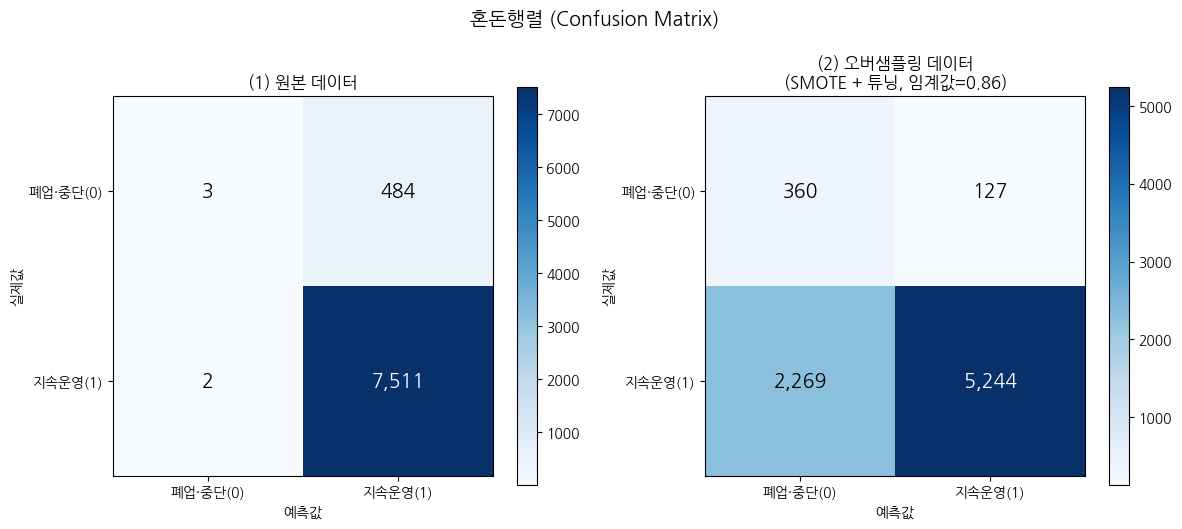 혼돈행렬 (Confusion Matrix)
(1) 원본 데이터
폐업·중단(0)
지속운영(1)
실제값
3
484
2
7,511
폐업·중단(0)
지속운영(1)
예측값
7000
6000
5000
4000
3000
2000
1000
(2) 오버샘플링 데이터
(SMOTE + 튜닝, 임계값=0.86)
폐업·중단(0)
지속운영(1)
실제값
360
127
2,269
5,244
폐업·중단(0)
지속운영(1)
예측값
5000
4000
3000
2000
1000